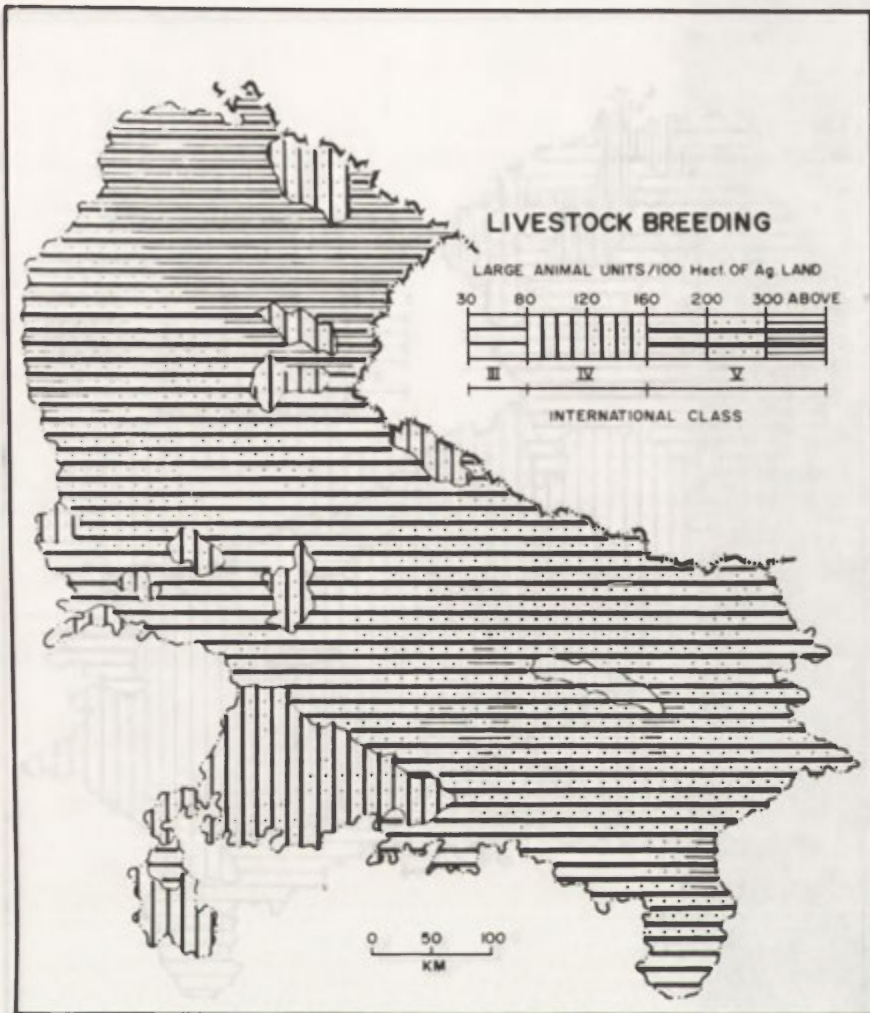 LIVESTOCK BREEDING
LARGE ANIMAL UNITS/100 Hect. OF Ag. LAND
30 80 120 160 200 300 ABOVE
III IV V
INTERNATIONAL CLASS
0 50 100
KM